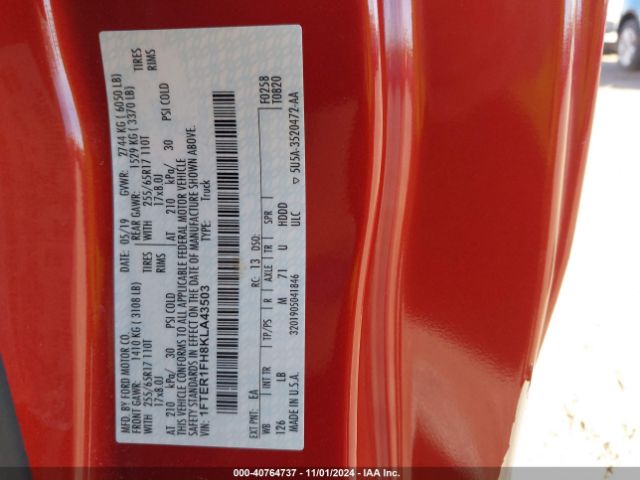 MFD. BY FORD MOTOR CO. DATE: 05/19 GVWR: 2744 KG ( 6050 LB)
FRONT GAWR: 1410 KG ( 3108 LB) REAR GAWR: 1529 KG ( 3370 LB)
WITH 255/65R17 110T TIRES WITH 255/65R17 110T TIRES
17x8.0J RIMS 17x8.0J RIMS
AT 210 kPa/ 30 PSI COLD AT 210 kPa/ 30 PSI COLD
THIS VEHICLE CONFORMS TO ALL APPLICABLE FEDERAL MOTOR VEHICLE
SAFETY STANDARDS IN EFFECT ON THE DATE OF MANUFACTURE SHOWN ABOVE.
1FTER1FH8KLA43503 TYPE: Truck
F0258
T0820
EXT PNT: EA RC: 13 DSO:
WB INT TR TP/PS R AXLE TR SPR
126 LB M 71 U HDDD
ULC
MADE IN U.S.A. 3201905041846 ▽ 5U5A-3520472-AA
000-40764737 - 11/01/2024 - IAA Inc.